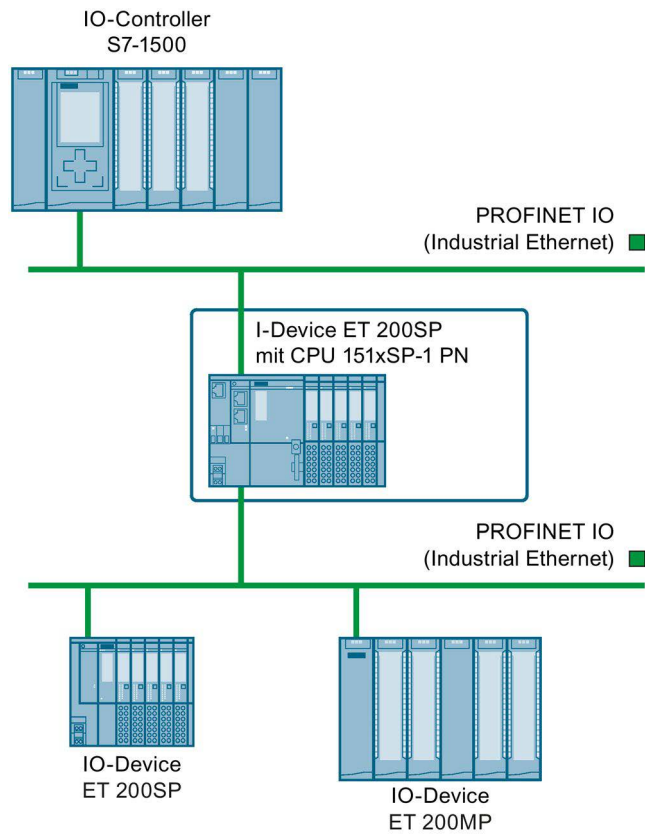 IO-Controller
S7-1500
PROFINET IO
(Industrial Ethernet)
I-Device ET 200SP
mit CPU 151xSP-1 PN
PROFINET IO
(Industrial Ethernet)
IO-Device
ET 200SP
IO-Device
ET 200MP